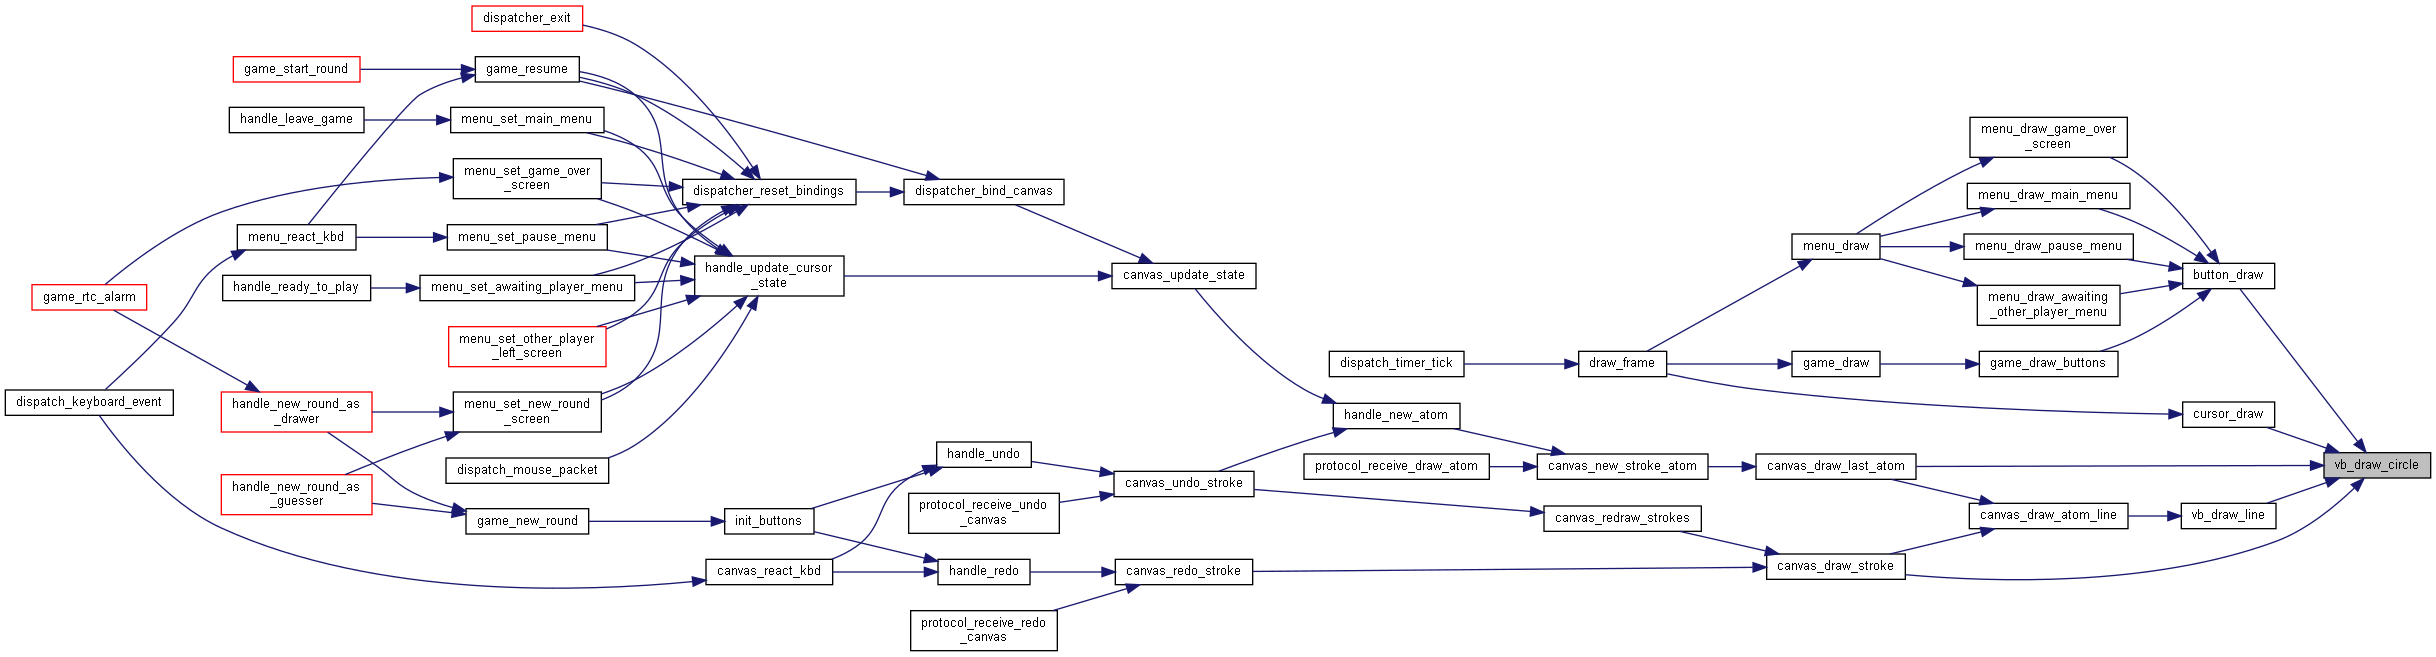 dispatcher_exit
game_start_round
game_resume
handle_leave_game
menu_set_main_menu
menu_draw_game_over
_screen
menu_set_game_over
_screen
dispatcher_reset_bindings
dispatcher_bind_canvas
menu_draw_main_menu
menu_react_kbd
menu_set_pause_menu
menu_draw
menu_draw_pause_menu
handle_update_cursor
_state
canvas_update_state
button_draw
handle_ready_to_play
menu_set_awaiting_player_menu
game_rtc_alarm
menu_draw_awaiting
_other_player_menu
menu_set_other_player
_left_screen
dispatch_timer_tick
draw_frame
game_draw
game_draw_buttons
dispatch_keyboard_event
handle_new_round_as
_drawer
menu_set_new_round
_screen
handle_new_atom
cursor_draw
handle_undo
dispatch_mouse_packet
protocol_receive_draw_atom
canvas_new_stroke_atom
canvas_draw_last_atom
vb_draw_circle
handle_new_round_as
_guesser
canvas_undo_stroke
protocol_receive_undo
_canvas
game_new_round
init_buttons
canvas_redraw_strokes
canvas_draw_atom_line
vb_draw_line
canvas_react_kbd
handle_redo
canvas_redo_stroke
canvas_draw_stroke
protocol_receive_redo
_canvas